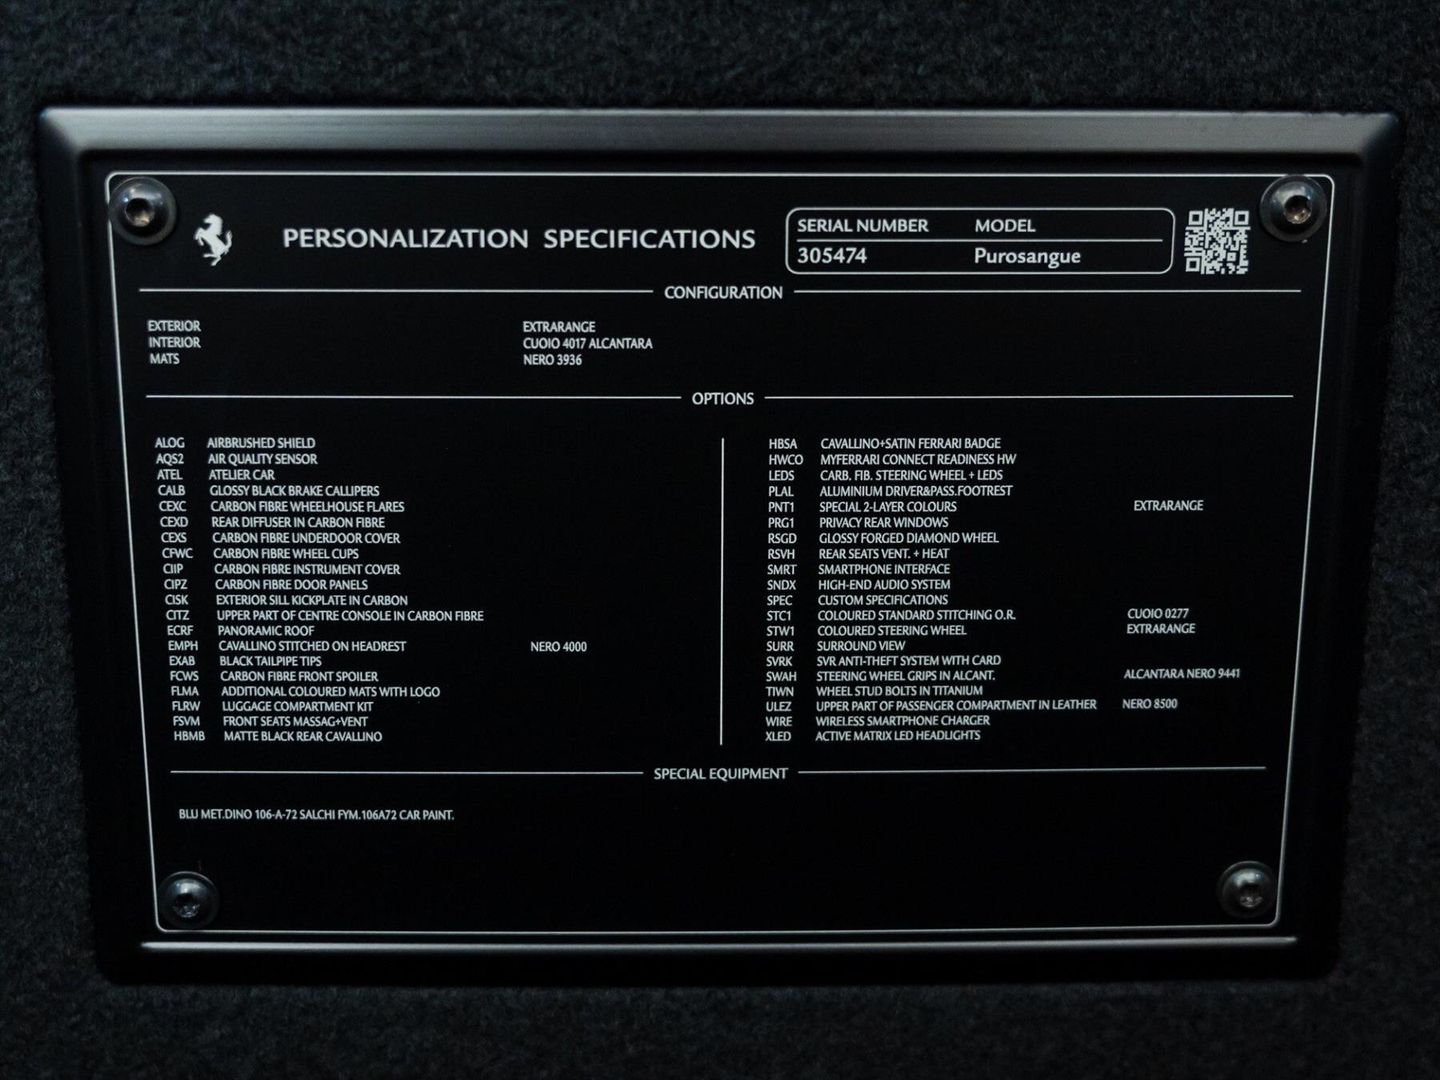 PERSONALIZATION SPECIFICATIONS
SERIAL NUMBER MODEL
305474 Purosangue
CONFIGURATION
EXTERIOR EXTRARANGE
INTERIOR CUOIO 4017 ALCANTARA
MATS NERO 3936
OPTIONS
ALOG AIRBRUSHED SHIELD
AQS2 AIR QUALITY SENSOR
ATEL ATELIER CAR
CALB GLOSSY BLACK BRAKE CALLIPERS
CEXC CARBON FIBRE WHEELHOUSE FLARES
CEXD REAR DIFFUSER IN CARBON FIBRE
CEXS CARBON FIBRE UNDERDOOR COVER
CFWC CARBON FIBRE WHEEL CUPS
CIIP CARBON FIBRE INSTRUMENT COVER
CIPZ CARBON FIBRE DOOR PANELS
CISK EXTERIOR SILL KICKPLATE IN CARBON
CITZ UPPER PART OF CENTRE CONSOLE IN CARBON FIBRE
ECRF PANORAMIC ROOF
EMPH CAVALLINO STITCHED ON HEADREST NERO 4000
EXAB BLACK TAILPIPE TIPS
FCWS CARBON FIBRE FRONT SPOILER
FLMA ADDITIONAL COLOURED MATS WITH LOGO
FLRW LUGGAGE COMPARTMENT KIT
FSVM FRONT SEATS MASSAG+VENT
HBMB MATTE BLACK REAR CAVALLINO
HBSA CAVALLINO+SATIN FERRARI BADGE
HWCO MYFERRARI CONNECT READINESS HW
LEDS CARB. FIB. STEERING WHEEL + LEDS
PLAL ALUMINIUM DRIVER&PASS.FOOTREST
PNT1 SPECIAL 2-LAYER COLOURS EXTRARANGE
PRG1 PRIVACY REAR WINDOWS
RSGD GLOSSY FORGED DIAMOND WHEEL
RSVH REAR SEATS VENT. + HEAT
SMRT SMARTPHONE INTERFACE
SNDX HIGH-END AUDIO SYSTEM
SPEC CUSTOM SPECIFICATIONS
STC1 COLOURED STANDARD STITCHING O.R. CUOIO 0277
STW1 COLOURED STEERING WHEEL EXTRARANGE
SURR SURROUND VIEW
SVRK SVR ANTI-THEFT SYSTEM WITH CARD
SWAH STEERING WHEEL GRIPS IN ALCANT. ALCANTARA NERO 9441
TIWN WHEEL STUD BOLTS IN TITANIUM
ULEZ UPPER PART OF PASSENGER COMPARTMENT IN LEATHER NERO 8500
WIRE WIRELESS SMARTPHONE CHARGER
XLED ACTIVE MATRIX LED HEADLIGHTS
SPECIAL EQUIPMENT
BLU MET.DINO 106-A-72 SALCHI FYM.106A72 CAR PAINT.